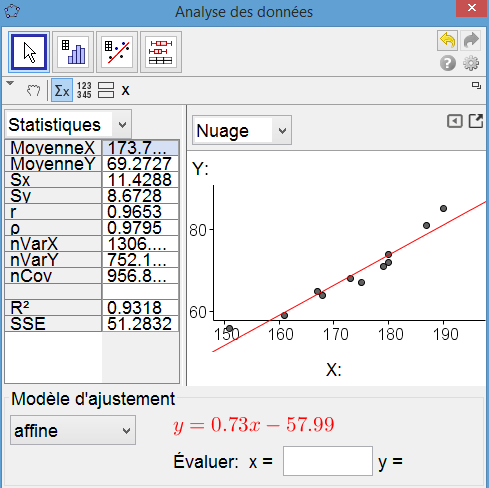 Analyse des données
Σx 123 345 x
Statistiques
MoyenneX 173.7...
MoyenneY 69.2727
Sx 11.4288
Sy 8.6728
r 0.9653
ρ 0.9795
nVarX 1306....
nVarY 752.1...
nCov 956.8...
R² 0.9318
SSE 51.2832
Nuage
Y:
80
60
150 160 170 180 190
X:
Modèle d'ajustement
affine
y = 0.73x − 57.99
Évaluer: x = y =